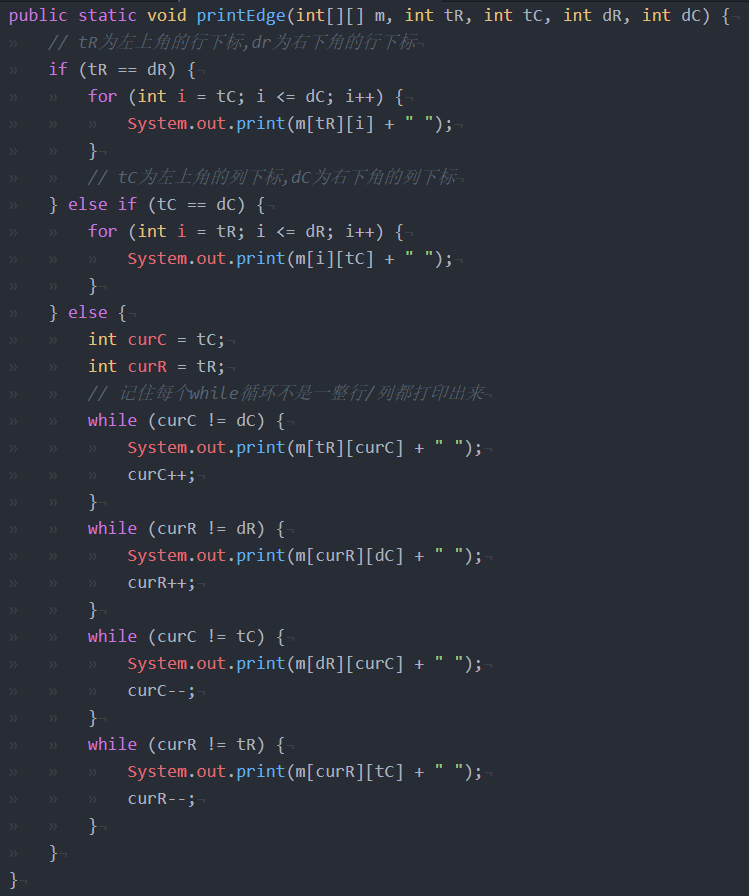 public static void printEdge(int[][] m, int tR, int tC, int dR, int dC) {
// tR为左上角的行下标,dr为右下角的行下标
if (tR == dR) {
for (int i = tC; i <= dC; i++) {
System.out.print(m[tR][i] + " ");
}
// tC为左上角的列下标,dC为右下角的列下标
} else if (tC == dC) {
for (int i = tR; i <= dR; i++) {
System.out.print(m[i][tC] + " ");
}
} else {
int curC = tC;
int curR = tR;
// 记住每个while循环不是一整行/列都打印出来
while (curC != dC) {
System.out.print(m[tR][curC] + " ");
curC++;
}
while (curR != dR) {
System.out.print(m[curR][dC] + " ");
curR++;
}
while (curC != tC) {
System.out.print(m[dR][curC] + " ");
curC--;
}
while (curR != tR) {
System.out.print(m[curR][tC] + " ");
curR--;
}
}
}